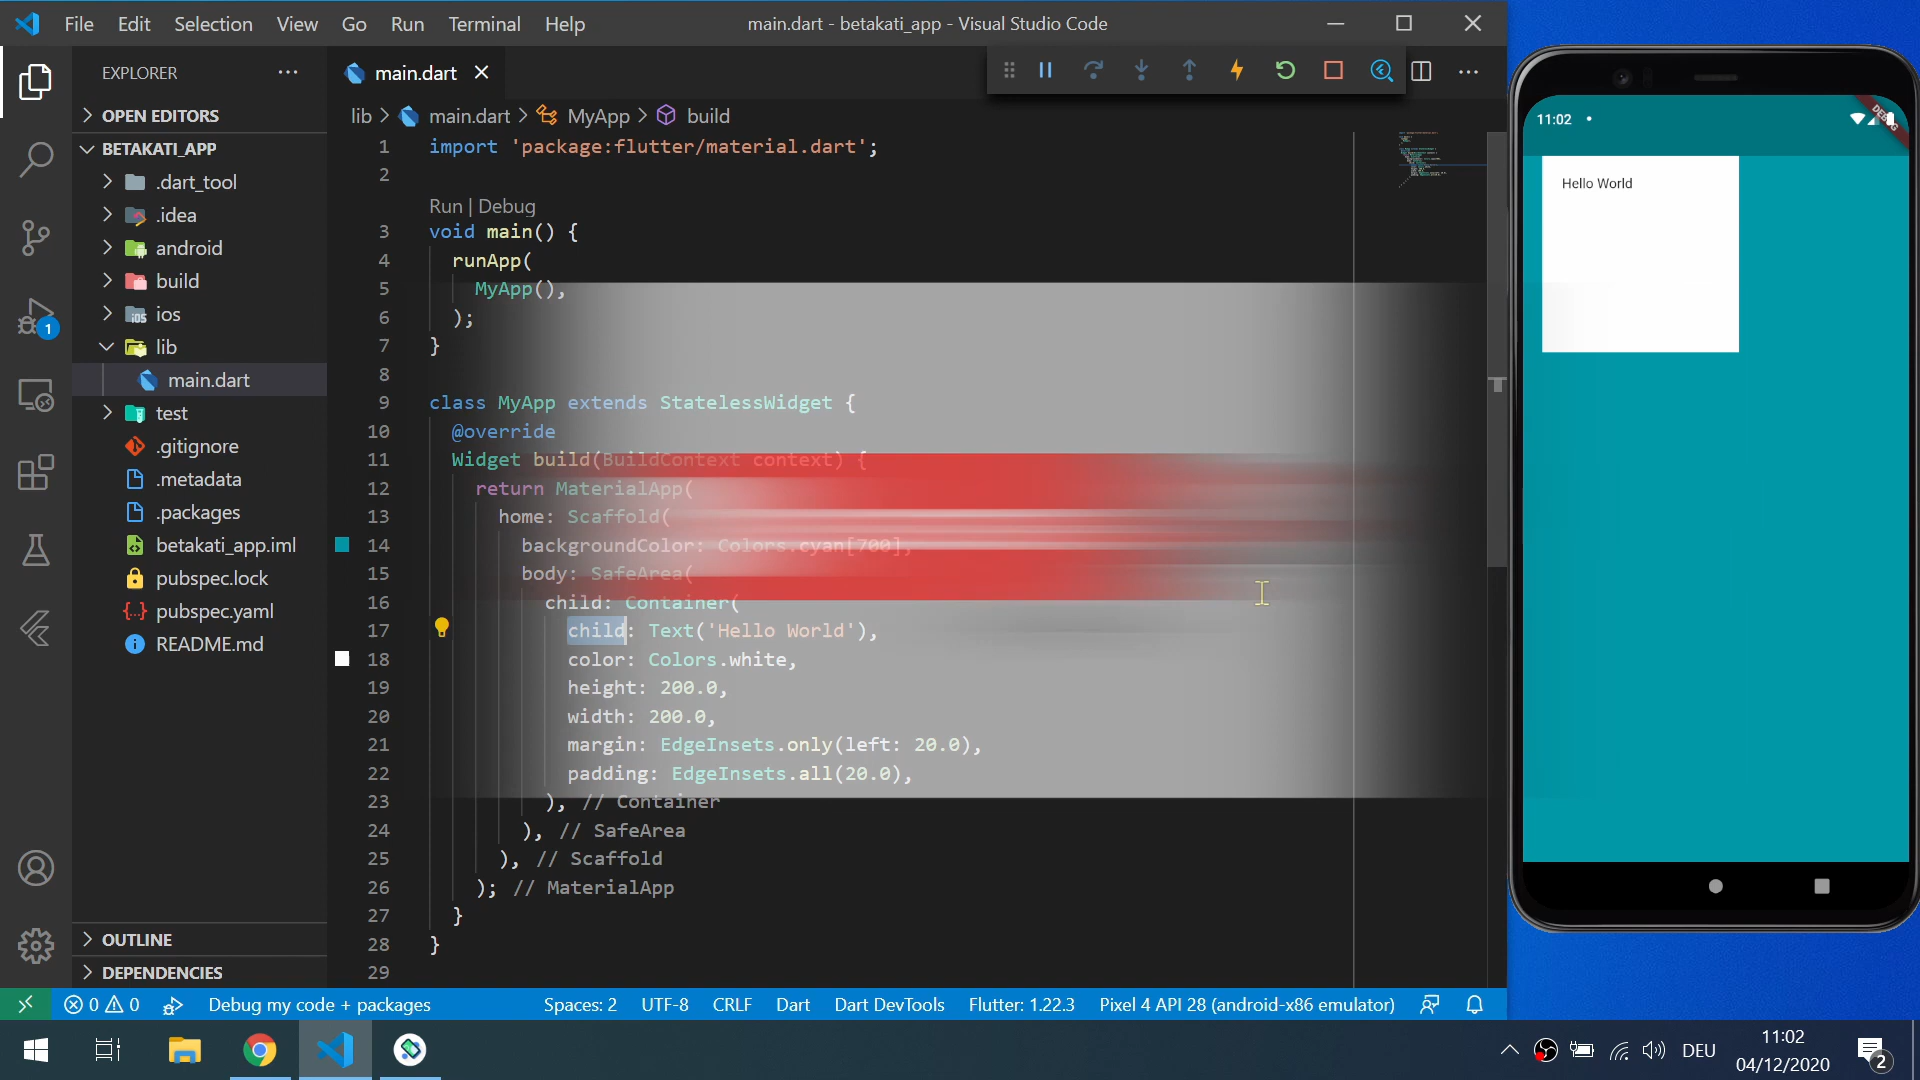 File Edit Selection View Go Run Terminal Help
main.dart - betakati_app - Visual Studio Code
EXPLORER
main.dart
OPEN EDITORS
BETAKATI_APP
.dart_tool
.idea
android
build
ios
lib
main.dart
test
.gitignore
.metadata
.packages
betakati_app.iml
pubspec.lock
pubspec.yaml
README.md
OUTLINE
DEPENDENCIES
lib > main.dart > MyApp > build
1 import 'package:flutter/material.dart';
2
Run | Debug
3 void main() {
4 runApp(
5 MyApp(),
6 );
7 }
8
9 class MyApp extends StatelessWidget {
10 @override
11 Widget build(BuildContext context) {
12 return MaterialApp(
13 home: Scaffold(
14 backgroundColor: Colors.cyan[700],
15 body: SafeArea(
16 child: Container(
17 child: Text('Hello World'),
18 color: Colors.white,
19 height: 200.0,
20 width: 200.0,
21 margin: EdgeInsets.only(left: 20.0),
22 padding: EdgeInsets.all(20.0),
23 ), // Container
24 ), // SafeArea
25 ), // Scaffold
26 ); // MaterialApp
27 }
28 }
29
11:02
DEBUG
Hello World
1
0 0 Debug my code + packages
Spaces: 2 UTF-8 CRLF Dart Dart DevTools Flutter: 1.22.3 Pixel 4 API 28 (android-x86 emulator)
DEU
11:02
04/12/2020
2